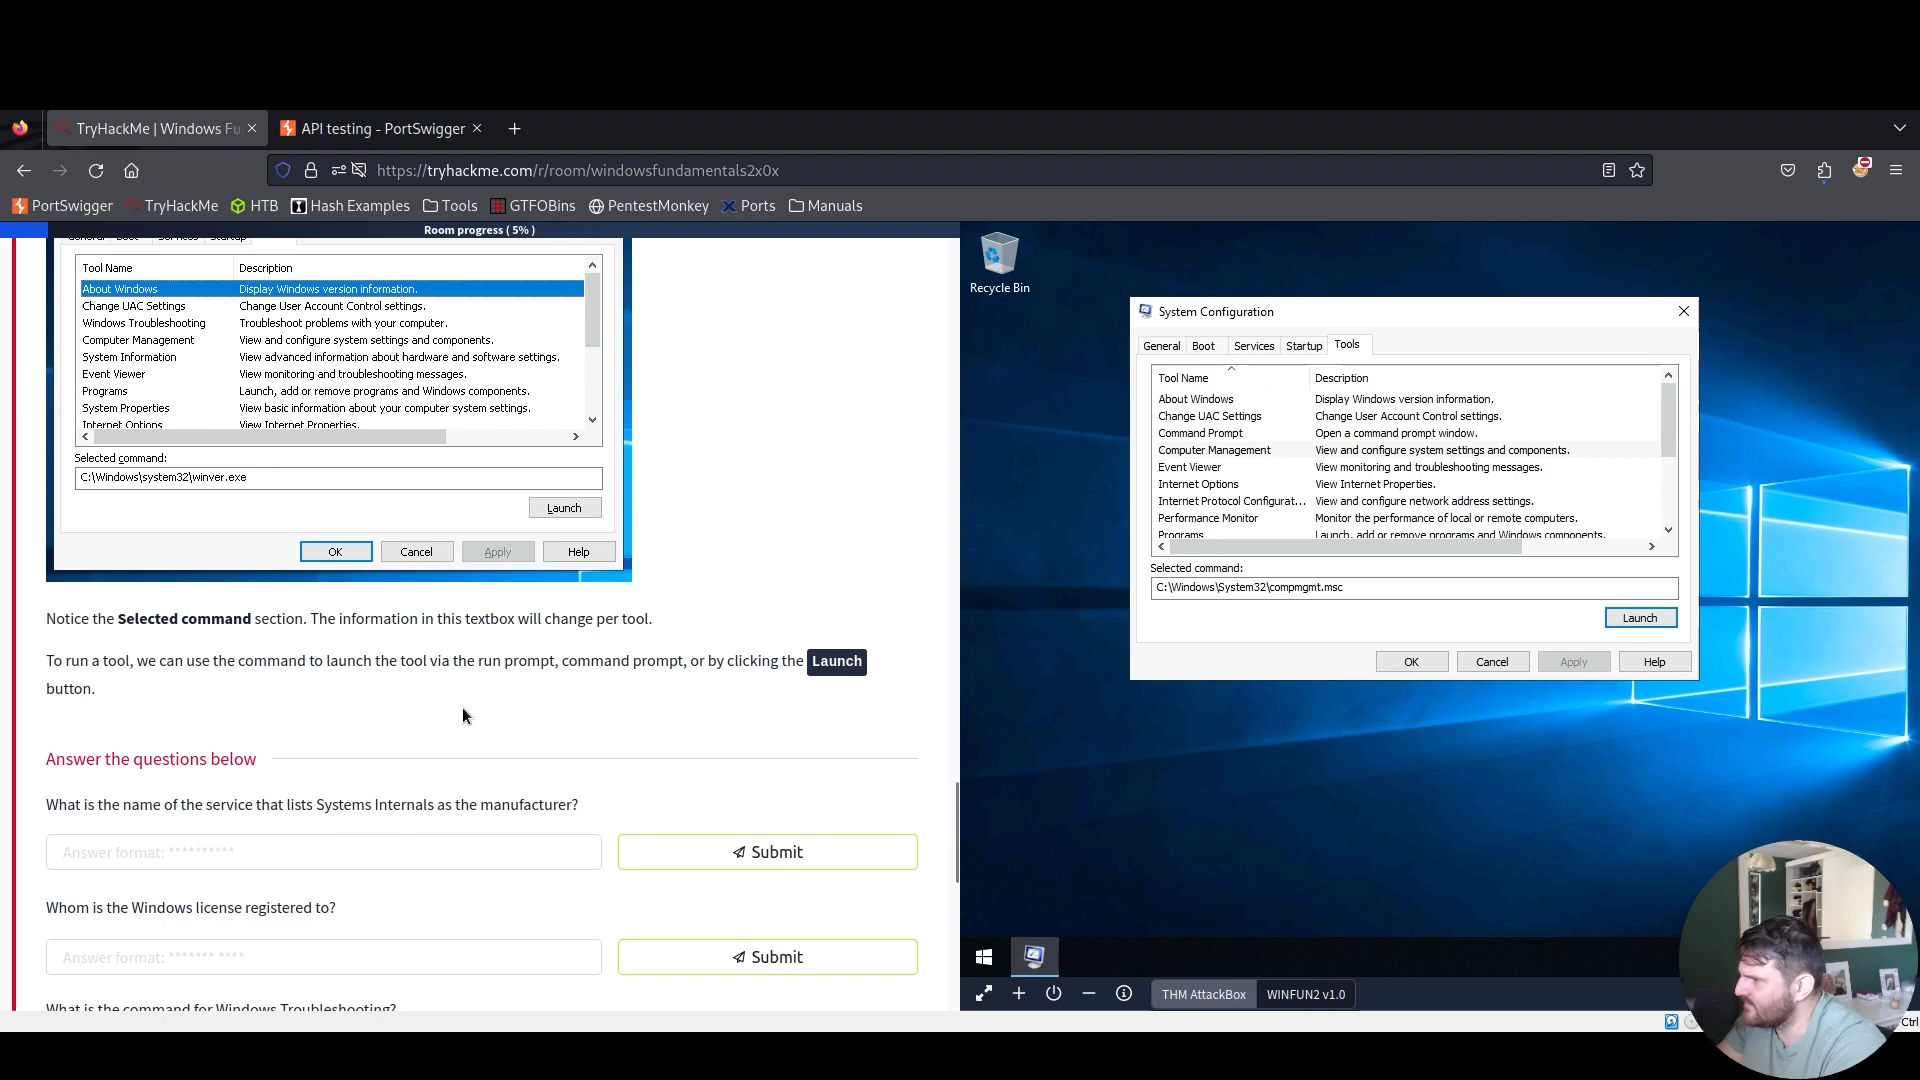 TryHackMe | Windows Fu
API testing - PortSwigger
https://tryhackme.com/r/room/windowsfundamentals2x0x
PortSwigger TryHackMe HTB Hash Examples Tools GTFOBins PentestMonkey Ports Manuals
Room progress ( 5% )
General Boot Services Startup
Tool Name Description
About Windows Display Windows version information.
Change UAC Settings Change User Account Control settings.
Windows Troubleshooting Troubleshoot problems with your computer.
Computer Management View and configure system settings and components.
System Information View advanced information about hardware and software settings.
Event Viewer View monitoring and troubleshooting messages.
Programs Launch, add or remove programs and Windows components.
System Properties View basic information about your computer system settings.
Internet Options View Internet Properties.
Selected command:
C:\Windows\system32\winver.exe
Launch
OK Cancel Apply Help
Notice the Selected command section. The information in this textbox will change per tool.
To run a tool, we can use the command to launch the tool via the run prompt, command prompt, or by clicking the Launch
button.
Answer the questions below
What is the name of the service that lists Systems Internals as the manufacturer?
Answer format: **********
Submit
Whom is the Windows license registered to?
Answer format: ******* ****
Submit
What is the command for Windows Troubleshooting?
Recycle Bin
System Configuration
General Boot Services Startup Tools
Tool Name Description
About Windows Display Windows version information.
Change UAC Settings Change User Account Control settings.
Command Prompt Open a command prompt window.
Computer Management View and configure system settings and components.
Event Viewer View monitoring and troubleshooting messages.
Internet Options View Internet Properties.
Internet Protocol Configurat... View and configure network address settings.
Performance Monitor Monitor the performance of local or remote computers.
Programs Launch, add or remove programs and Windows components.
Selected command:
C:\Windows\System32\compmgmt.msc
Launch
OK Cancel Apply Help
THM AttackBox WINFUN2 v1.0
Ctrl